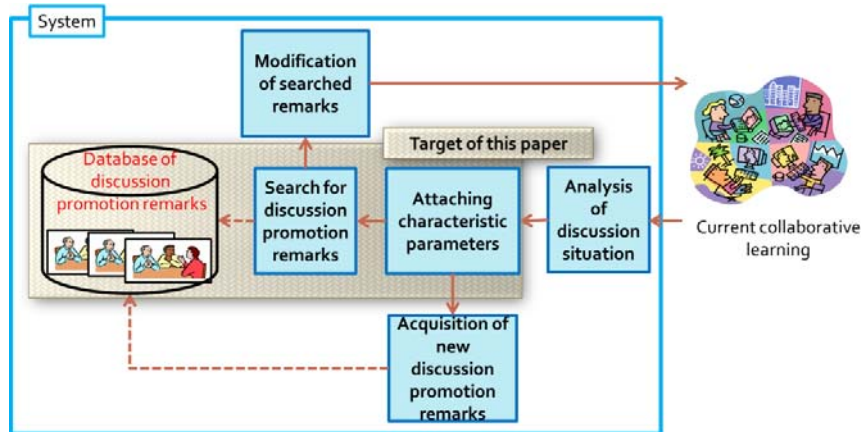 System
Modification
of searched
remarks
Target of this paper
Database of
discussion
promotion remarks
Search for
discussion
promotion
remarks
Attaching
characteristic
parameters
Analysis
of
discussion
situation
Current collaborative
learning
Acquisition of
new
discussion
promotion
remarks